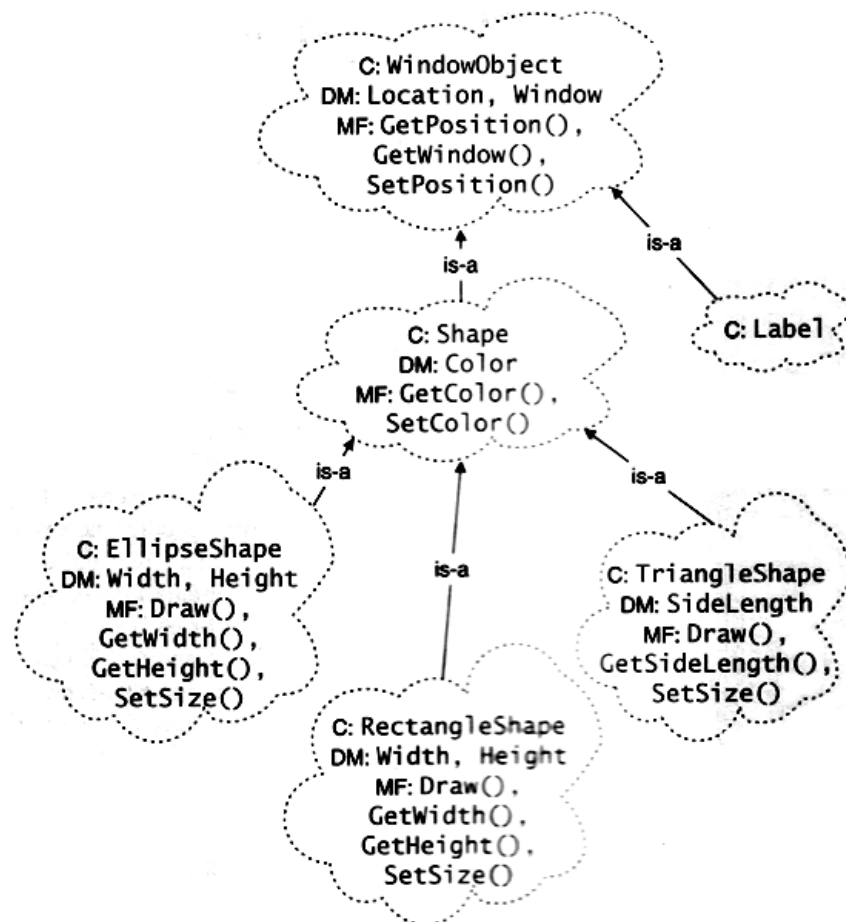 C: WindowObject
DM: Location, Window
MF: GetPosition(),
GetWindow(),
SetPosition()
is-a
is-a
C: Shape
DM: Color
MF: GetColor(),
SetColor()
C: Label
is-a
is-a
is-a
C: EllipseShape
DM: Width, Height
MF: Draw(),
GetWidth(),
GetHeight(),
SetSize()
C: TriangleShape
DM: SideLength
MF: Draw(),
GetSideLength(),
SetSize()
C: RectangleShape
DM: Width, Height
MF: Draw(),
GetWidth(),
GetHeight(),
SetSize()